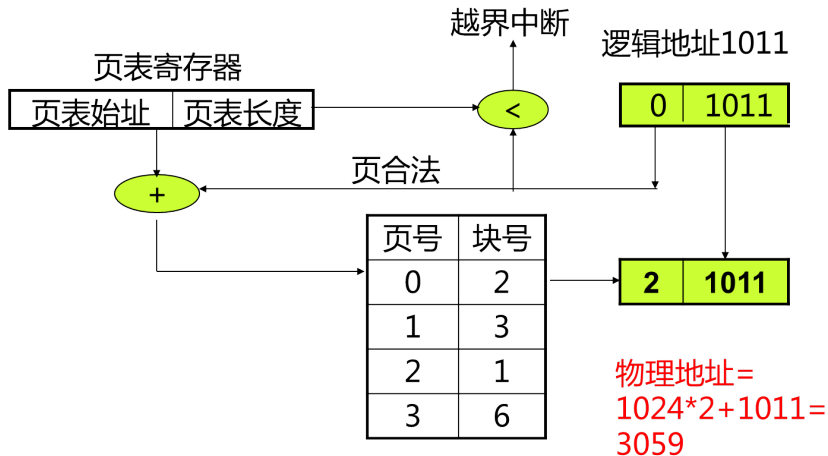 越界中断
逻辑地址1011
页表寄存器
页表始址 页表长度
<
0 1011
页合法
+
页号 块号
0 2
1 3
2 1
3 6
2 1011
物理地址=
1024*2+1011=
3059